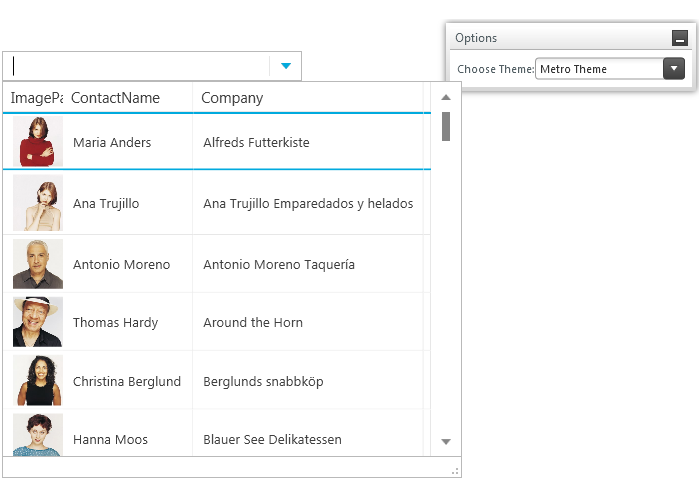 Options
Choose Theme: Metro Theme
ImagePa ContactName Company
Maria Anders Alfreds Futterkiste
Ana Trujillo Ana Trujillo Emparedados y helados
Antonio Moreno Antonio Moreno Taquería
Thomas Hardy Around the Horn
Christina Berglund Berglunds snabbköp
Hanna Moos Blauer See Delikatessen